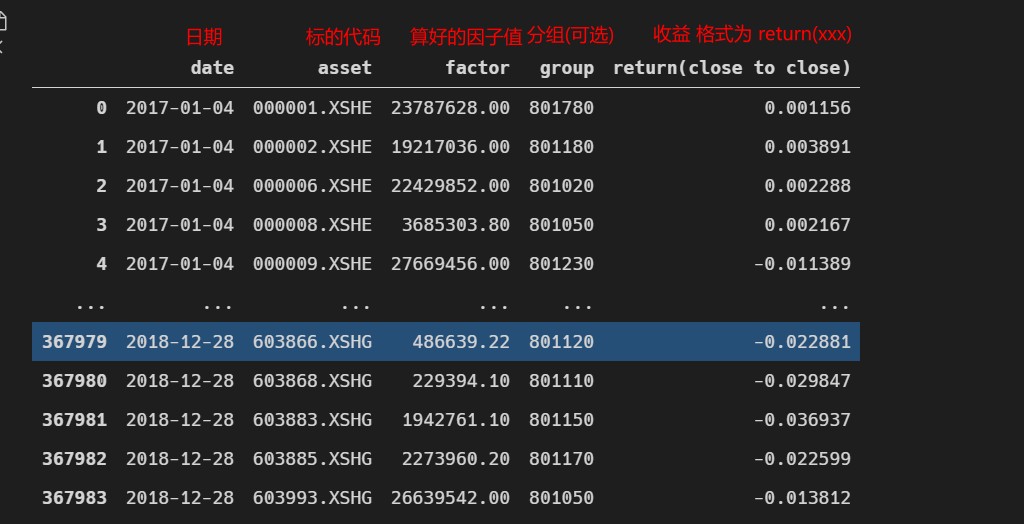 日期 标的代码 算好的因子值 分组(可选) 收益 格式为 return(xxx)
date asset factor group return(close to close)
0 2017-01-04 000001.XSHE 23787628.00 801780 0.001156
1 2017-01-04 000002.XSHE 19217036.00 801180 0.003891
2 2017-01-04 000006.XSHE 22429852.00 801020 0.002288
3 2017-01-04 000008.XSHE 3685303.80 801050 0.002167
4 2017-01-04 000009.XSHE 27669456.00 801230 -0.011389
... ... ... ... ... ...
367979 2018-12-28 603866.XSHG 486639.22 801120 -0.022881
367980 2018-12-28 603868.XSHG 229394.10 801110 -0.029847
367981 2018-12-28 603883.XSHG 1942761.10 801150 -0.036937
367982 2018-12-28 603885.XSHG 2273960.20 801170 -0.022599
367983 2018-12-28 603993.XSHG 26639542.00 801050 -0.013812